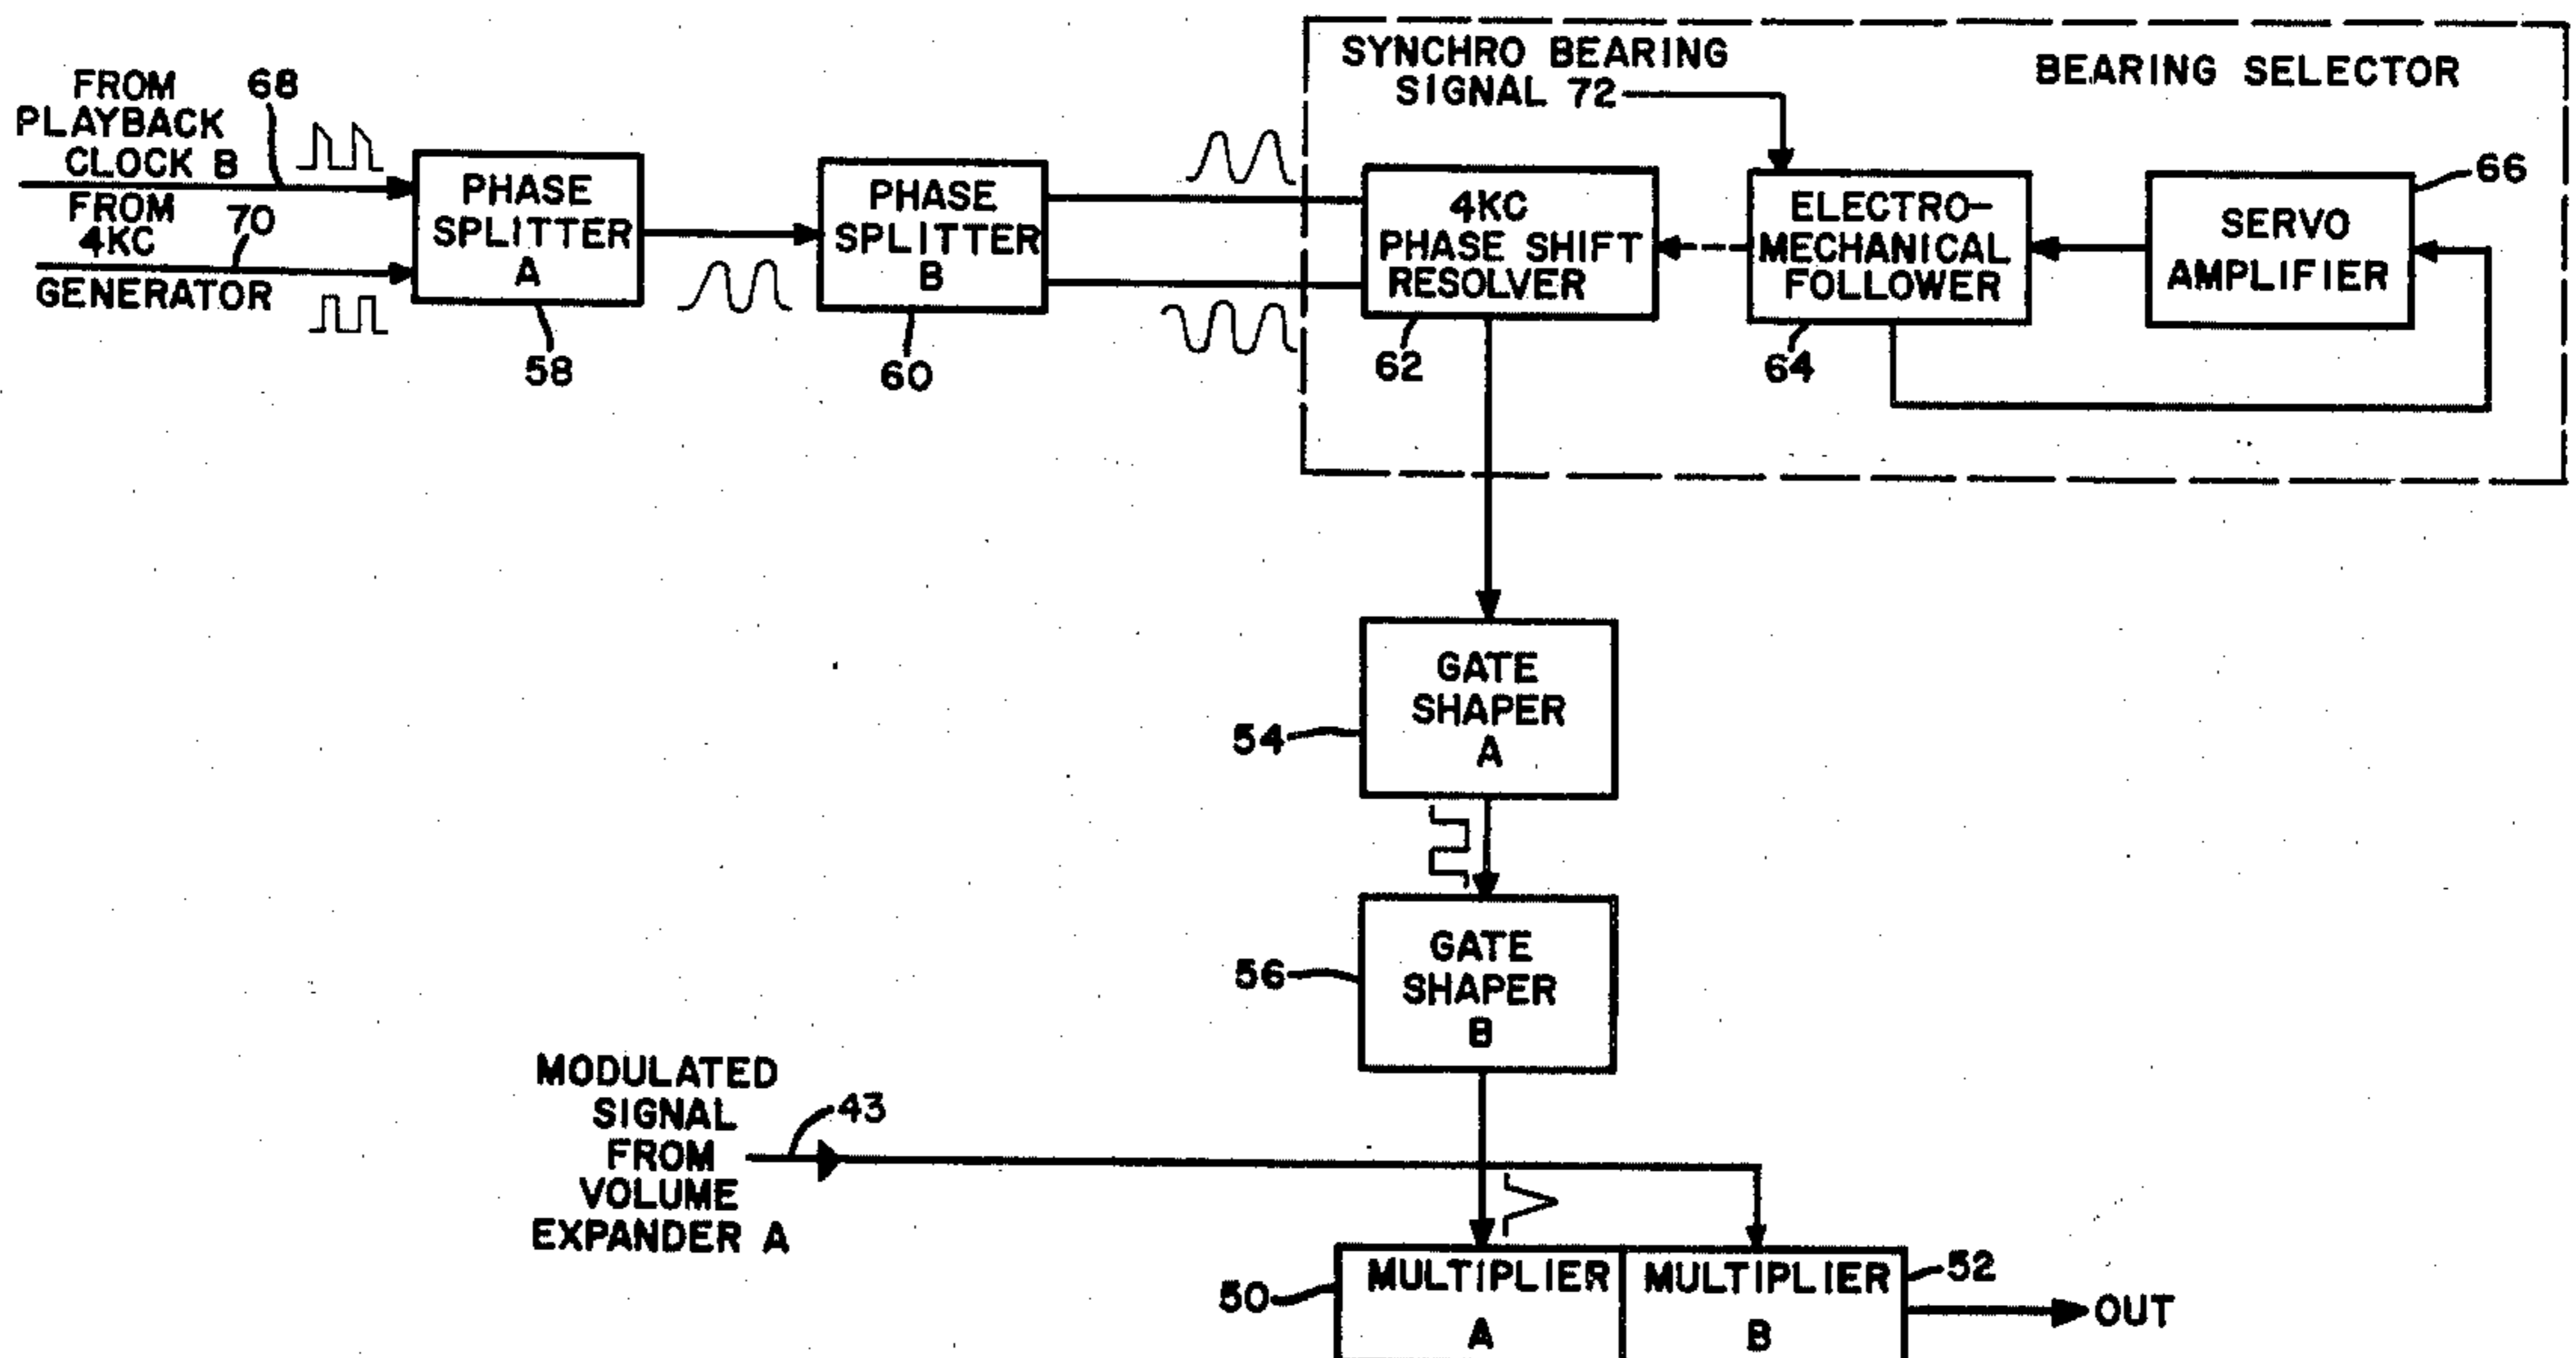 FROM
PLAYBACK
CLOCK B
68
FROM
4KC
GENERATOR
70
PHASE
SPLITTER
A
58
PHASE
SPLITTER
B
60
SYNCHRO BEARING
SIGNAL 72
BEARING SELECTOR
4KC
PHASE SHIFT
RESOLVER
62
ELECTRO-
MECHANICAL
FOLLOWER
64
SERVO
AMPLIFIER
66
GATE
SHAPER
A
54
GATE
SHAPER
B
56
MODULATED
SIGNAL
FROM
VOLUME
EXPANDER A
43
50
MULTIPLIER
A
MULTIPLIER
B
52
OUT